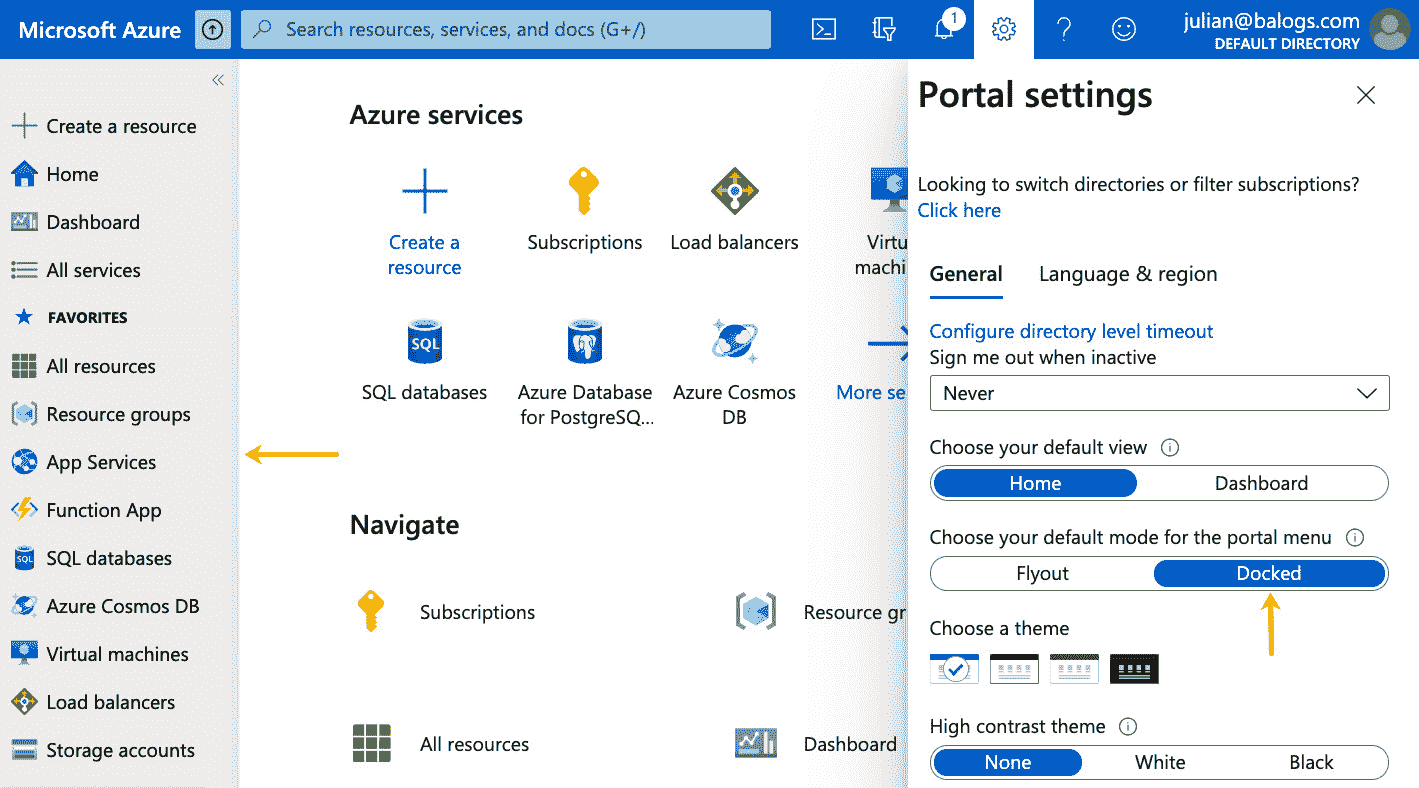 Microsoft Azure
Search resources, services, and docs (G+/)
1
julian@balogs.com
DEFAULT DIRECTORY
Create a resource
Home
Dashboard
All services
FAVORITES
All resources
Resource groups
App Services
Function App
SQL
SQL databases
Azure Cosmos DB
Virtual machines
Load balancers
Storage accounts
Azure services
Create a
resource
Subscriptions
Load balancers
Virtu
machi
SQL
SQL databases
Azure Database
for PostgreSQ...
Azure Cosmos
DB
More se
Navigate
Subscriptions
Resource gr
All resources
Dashboard
Portal settings
Looking to switch directories or filter subscriptions?
Click here
General
Language & region
Configure directory level timeout
Sign me out when inactive
Never
Choose your default view
Home
Dashboard
Choose your default mode for the portal menu
Flyout
Docked
Choose a theme
High contrast theme
None
White
Black